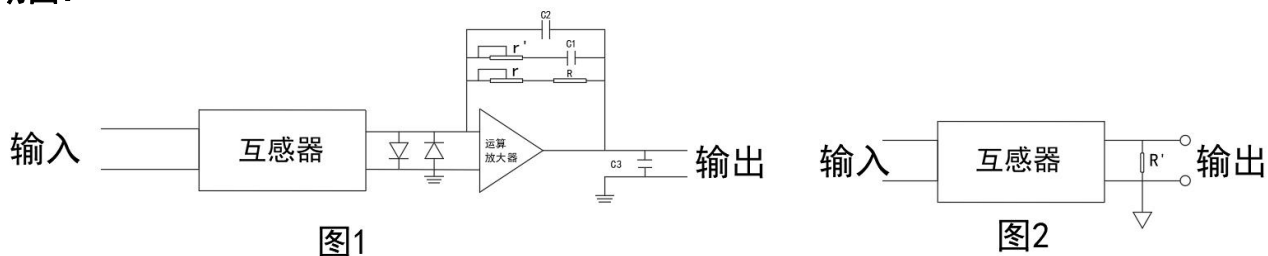 C2
r' C1
r R
输入 互感器 运算
放大器 C3 输出
图1
输入 互感器 R' 输出
图2